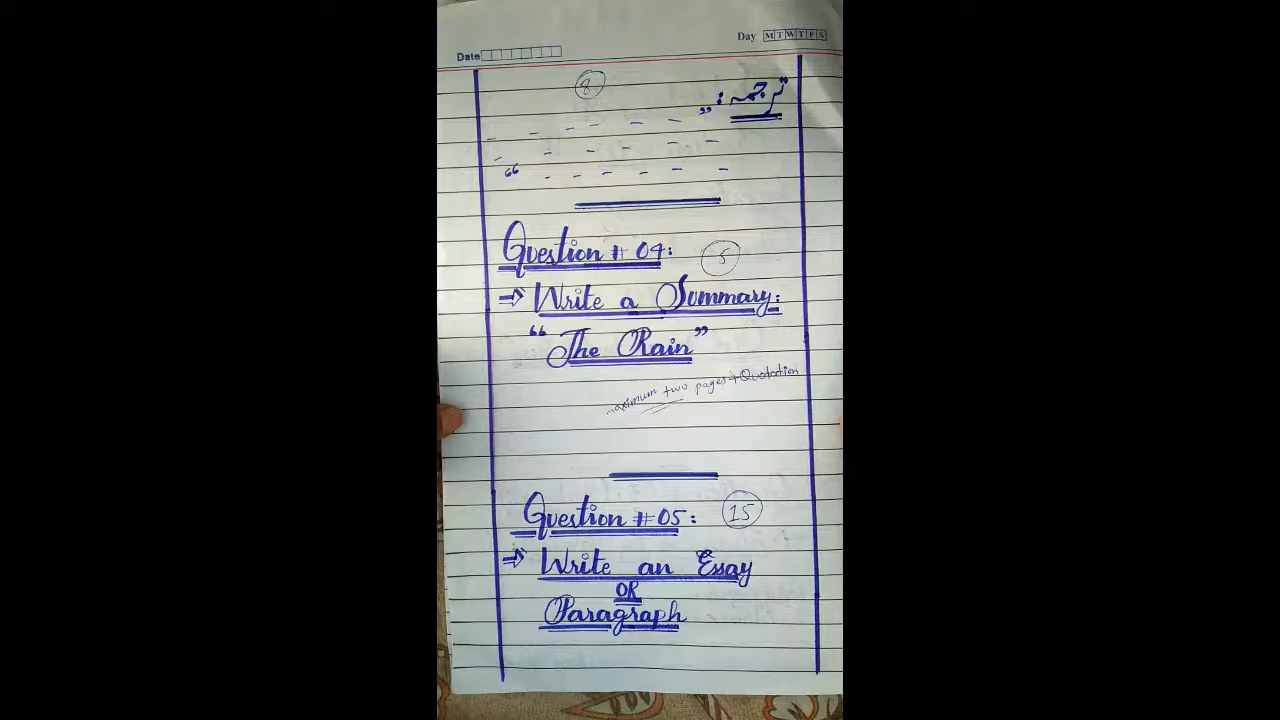 Day M T W T F S
Date
8
"ترجمہ:
"
"
Question # 04:
5
⇒ Write a Summary:
"The Rain"
maximum two pages + Quotation
Question # 05:
15
⇒ Write an Essay
OR
Paragraph